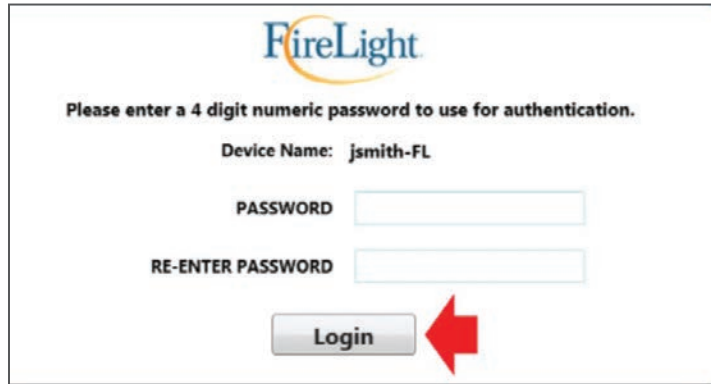 FireLight
Please enter a 4 digit numeric password to use for authentication.
Device Name: jsmith-FL
PASSWORD
RE-ENTER PASSWORD
Login